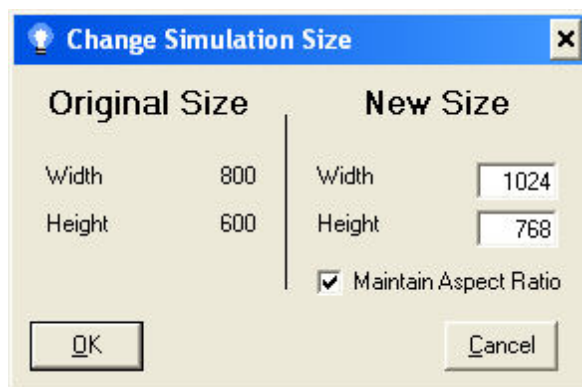 Change Simulation Size
Original Size
New Size
Width 800
Height 600
Width 1024
Height 768
Maintain Aspect Ratio
OK
Cancel